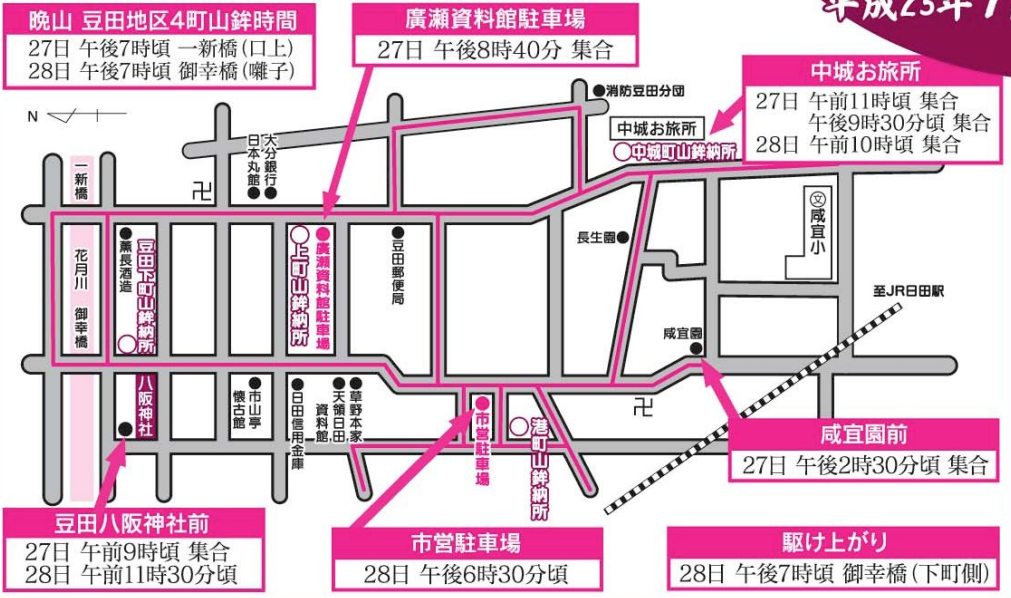 平成23年7
晩山 豆田地区4町山鉾時間
27日 午後7時頃 一新橋(口上)
28日 午後7時頃 御幸橋(囃子)
廣瀬資料館駐車場
27日 午後8時40分 集合
中城お旅所
27日 午前11時頃 集合
午後9時30分頃 集合
28日 午前10時頃 集合
N
消防豆田分団
中城お旅所
中城町山鉾納所
大分銀行
日本丸館
卍
一新橋
花月川
御幸橋
薫長酒造
豆田下町山鉾納所
八阪神社
上町山鉾納所
廣瀬資料館駐車場
豆田郵便局
長生園
文
咸宜小
至JR日田駅
咸宜園
卍
市山亭
懐古館
日田信用金庫
天領日田
資料館
草野本家
市営駐車場
港町山鉾納所
咸宜園前
27日 午後2時30分頃 集合
豆田八阪神社前
27日 午前9時頃 集合
28日 午前11時30分頃
市営駐車場
28日 午後6時30分頃
駆け上がり
28日 午後7時頃 御幸橋(下町側)